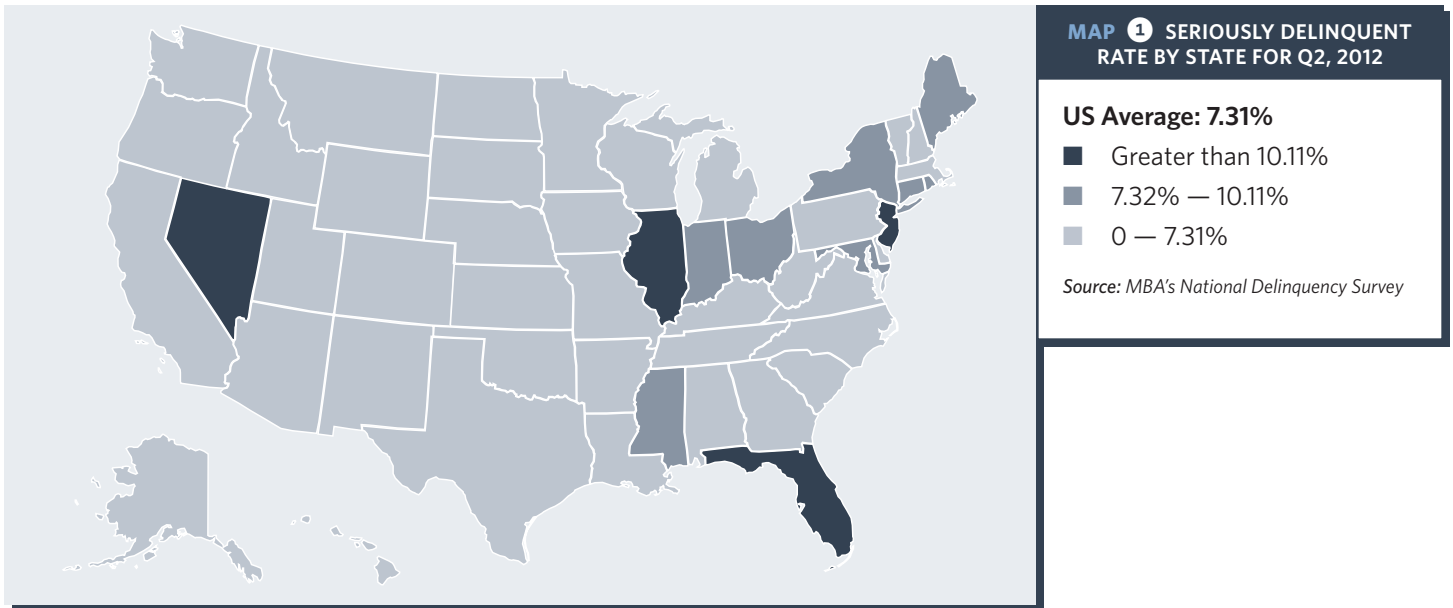 MAP 1 SERIOUSLY DELINQUENT
RATE BY STATE FOR Q2, 2012
US Average: 7.31%
Greater than 10.11%
7.32% — 10.11%
0 — 7.31%
Source: MBA’s National Delinquency Survey